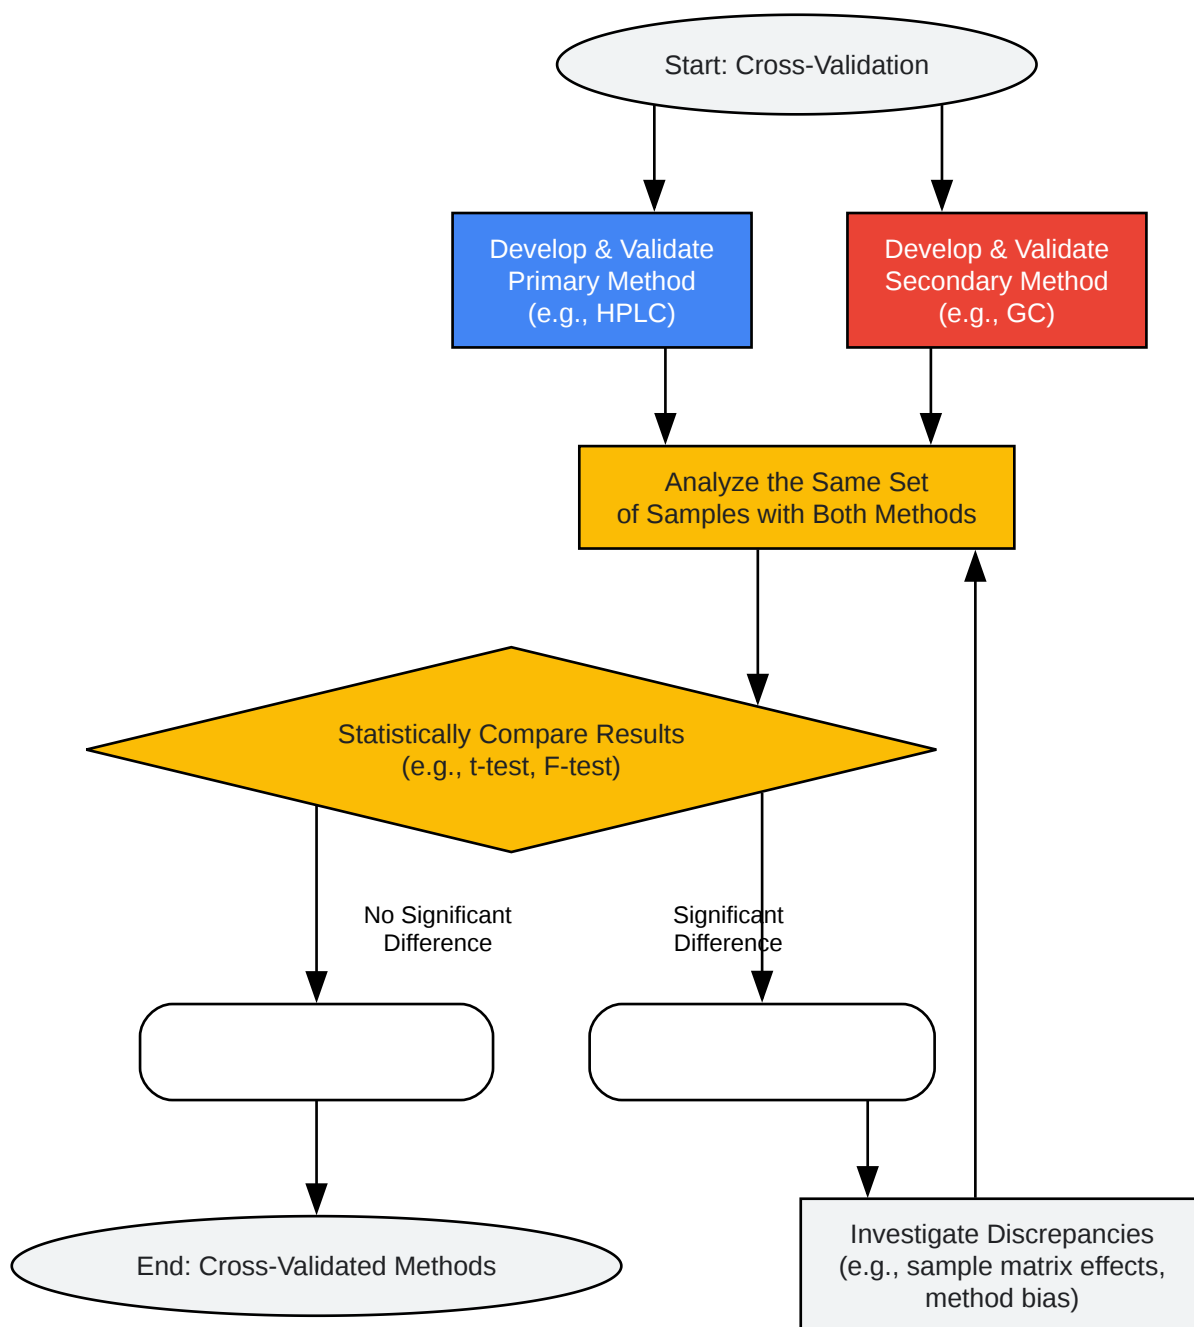 Start: Cross-Validation
Develop & Validate
Primary Method
(e.g., HPLC)
Develop & Validate
Secondary Method
(e.g., GC)
Analyze the Same Set
of Samples with Both Methods
Statistically Compare Results
(e.g., t-test, F-test)
No Significant
Difference
Significant
Difference
End: Cross-Validated Methods
Investigate Discrepancies
(e.g., sample matrix effects,
method bias)